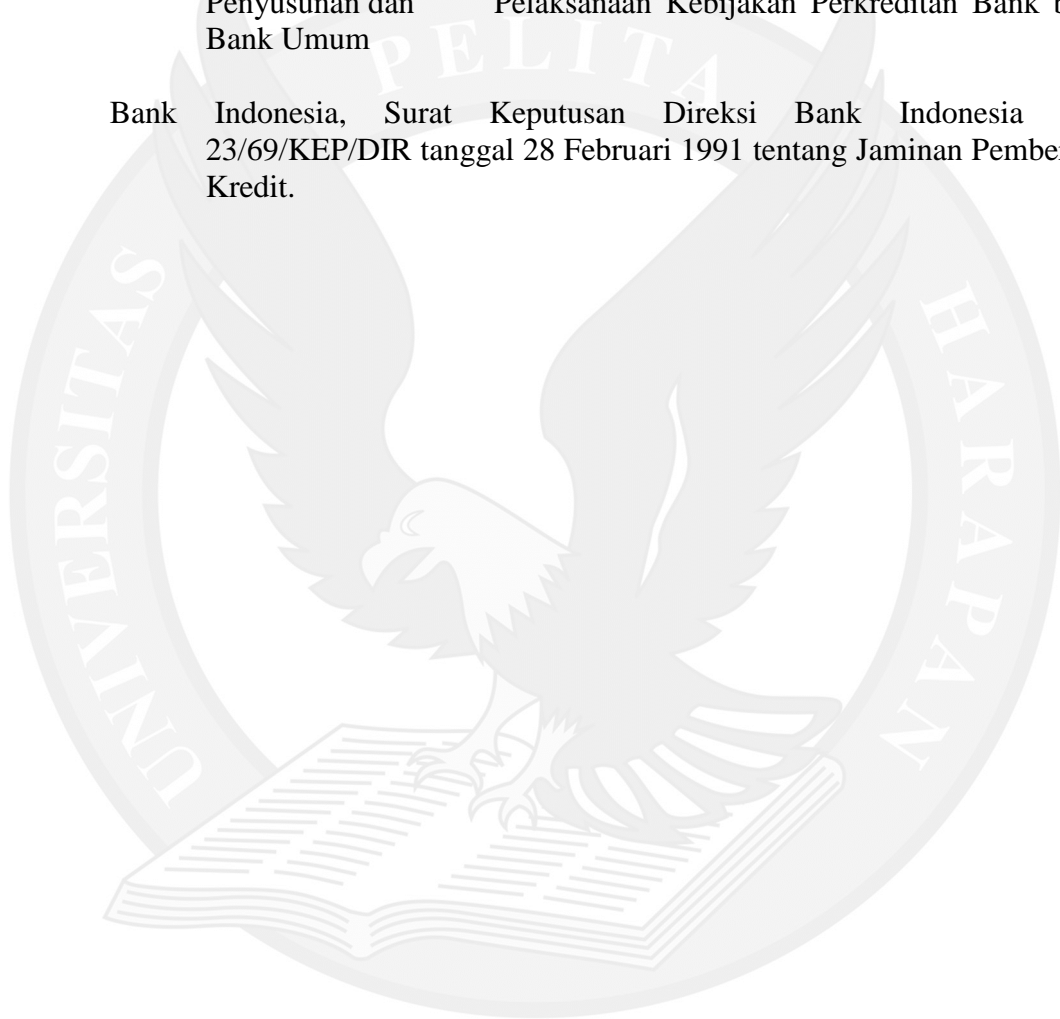 Penyusunan dan Pelaksanaan Kebijakan Perkreditan Bank
Bank Umum
Bank Indonesia, Surat Keputusan Direksi Bank Indonesia
23/69/KEP/DIR tanggal 28 Februari 1991 tentang Jaminan
Kredit.
UNIVERSITAS PELITA HARAPAN